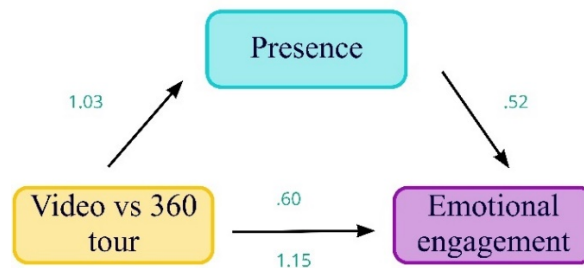 Presence
1.03
.52
Video vs 360
tour
.60
1.15
Emotional
engagement